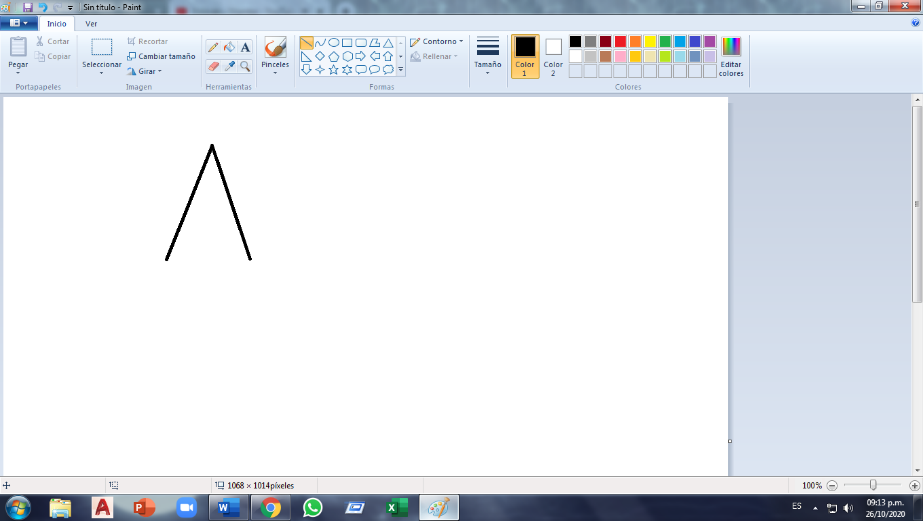 Sin título - Paint
Inicio Ver
Pegar
Cortar
Copiar
Portapapeles
Seleccionar
Recortar
Cambiar tamaño
Girar
Imagen
A
Herramientas
Pinceles
Formas
Contorno
Rellenar
Tamaño
Color
1
Color
2
Editar
colores
Colores
1068 × 1014píxeles
100%
ES
09:13 p.m.
26/10/2020